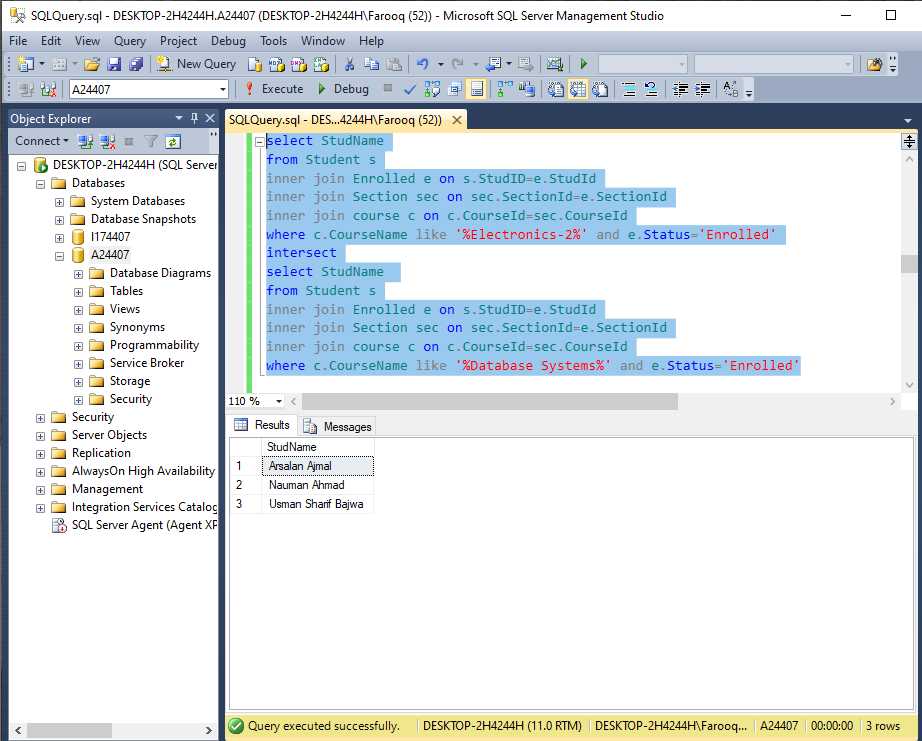 SQLQuery.sql - DESKTOP-2H4244H.A24407 (DESKTOP-2H4244H\Farooq (52)) - Microsoft SQL Server Management Studio
File Edit View Query Project Debug Tools Window Help
New Query
A24407 Execute Debug
Object Explorer
Connect
DESKTOP-2H4244H (SQL Server
Databases
System Databases
Database Snapshots
I174407
A24407
Database Diagrams
Tables
Views
Synonyms
Programmability
Service Broker
Storage
Security
Security
Server Objects
Replication
AlwaysOn High Availability
Management
Integration Services Catalog
SQL Server Agent (Agent XP
SQLQuery.sql - DES...4244H\Farooq (52))
select StudName
from Student s
inner join Enrolled e on s.StudID=e.StudId
inner join Section sec on sec.SectionId=e.SectionId
inner join course c on c.CourseId=sec.CourseId
where c.CourseName like '%Electronics-2%' and e.Status='Enrolled'
intersect
select StudName
from Student s
inner join Enrolled e on s.StudID=e.StudId
inner join Section sec on sec.SectionId=e.SectionId
inner join course c on c.CourseId=sec.CourseId
where c.CourseName like '%Database Systems%' and e.Status='Enrolled'
110 %
Results Messages
StudName
1 Arsalan Ajmal
2 Nauman Ahmad
3 Usman Sharif Bajwa
Query executed successfully. DESKTOP-2H4244H (11.0 RTM) DESKTOP-2H4244H\Farooq... A24407 00:00:00 3 rows